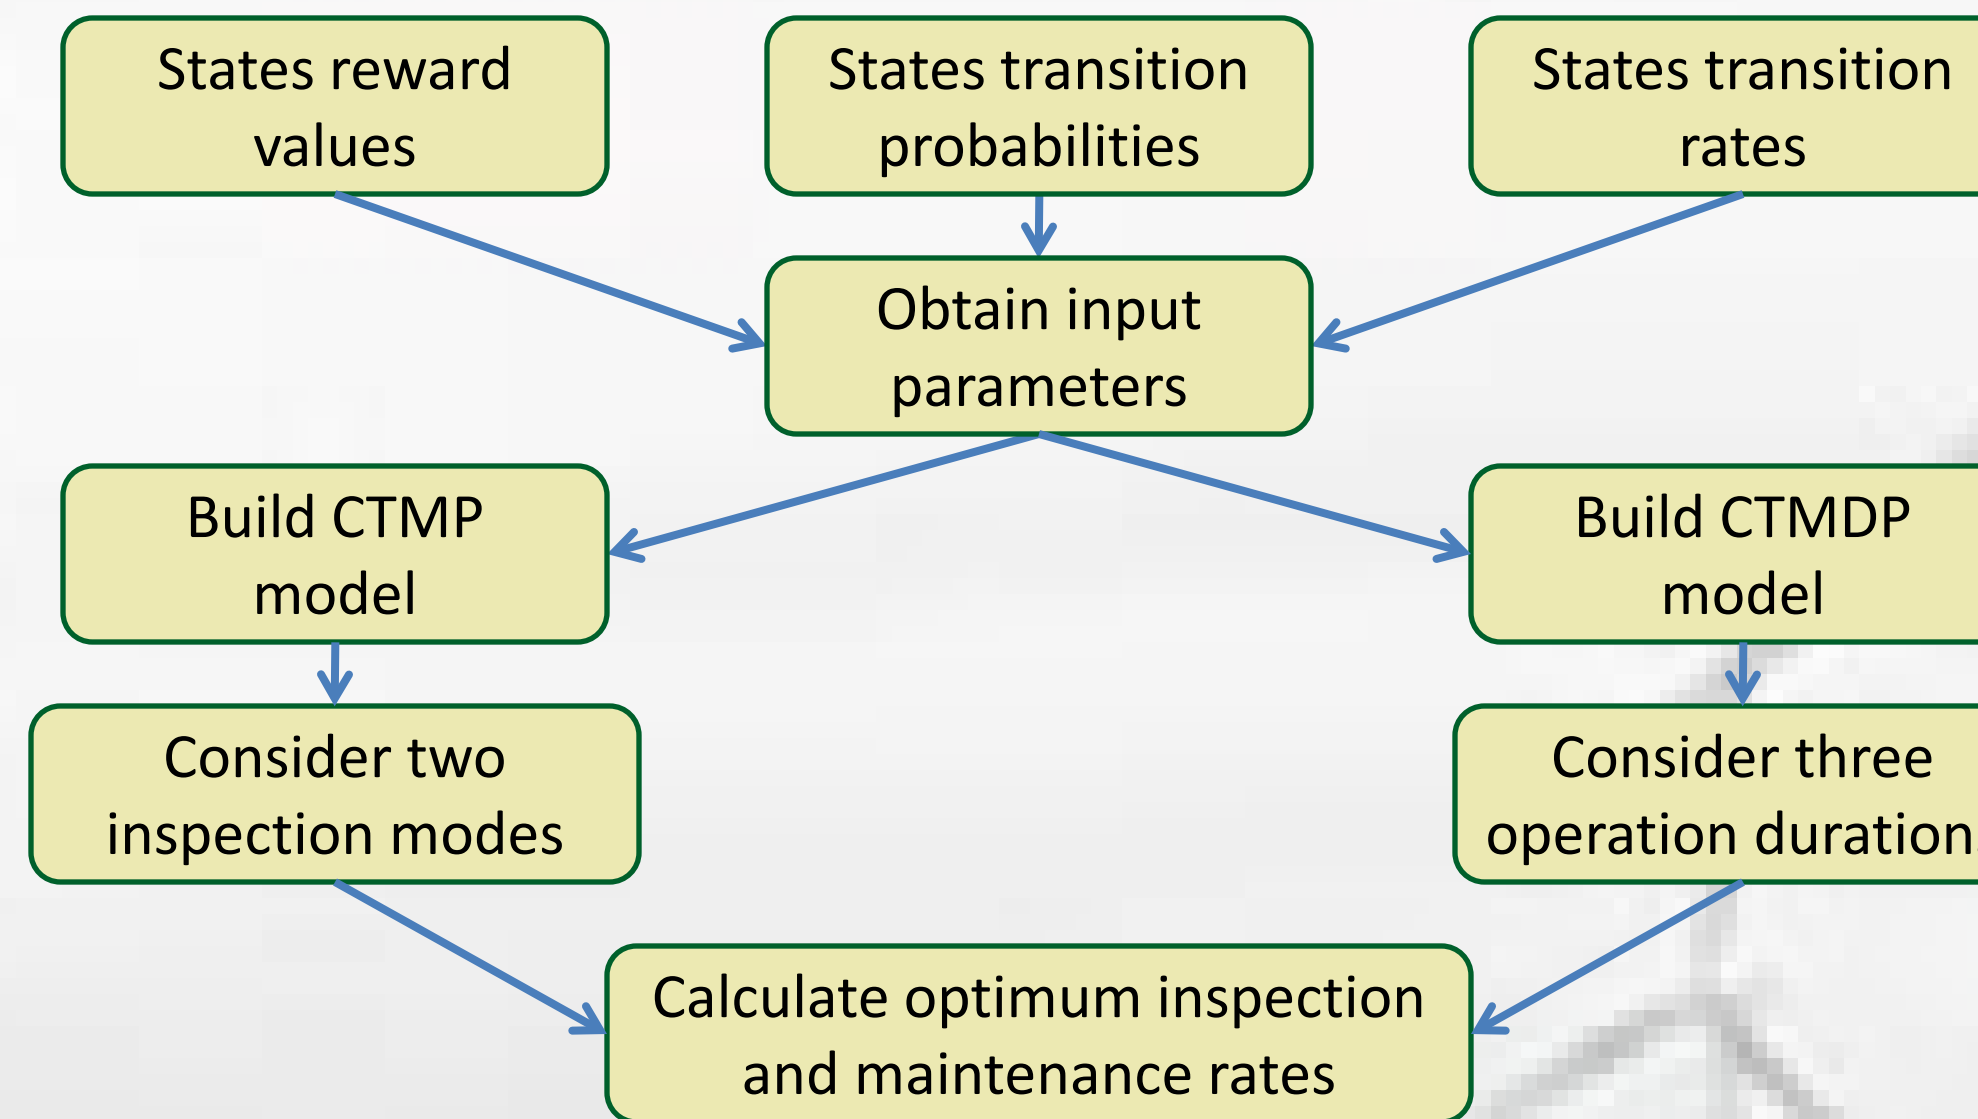 States reward
values
States transition
probabilities
States transition
rates
Obtain input
parameters
Build CTMP
model
Build CTMDP
model
Consider two
inspection modes
Consider three
operation duration
Calculate optimum inspection
and maintenance rates